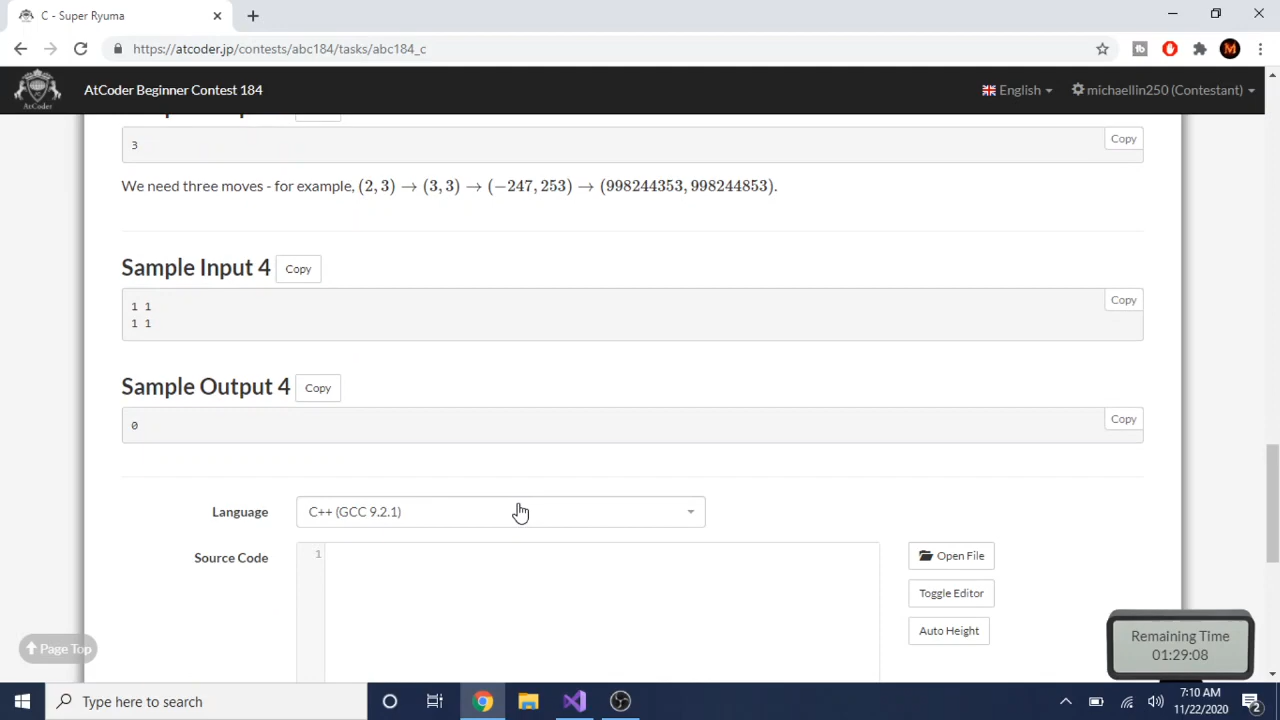 C - Super Ryuma
https://atcoder.jp/contests/abc184/tasks/abc184_c
AtCoder
AtCoder Beginner Contest 184
English
michaellin250 (Contestant)
3
Copy
We need three moves - for example, (2, 3) → (3, 3) → (−247, 253) → (998244353, 998244853).
Sample Input 4
Copy
1 1
1 1
Copy
Sample Output 4
Copy
0
Copy
Language
C++ (GCC 9.2.1)
Source Code
1
Open File
Toggle Editor
Auto Height
Page Top
Remaining Time
01:29:08
Type here to search
7:10 AM
11/22/2020
2